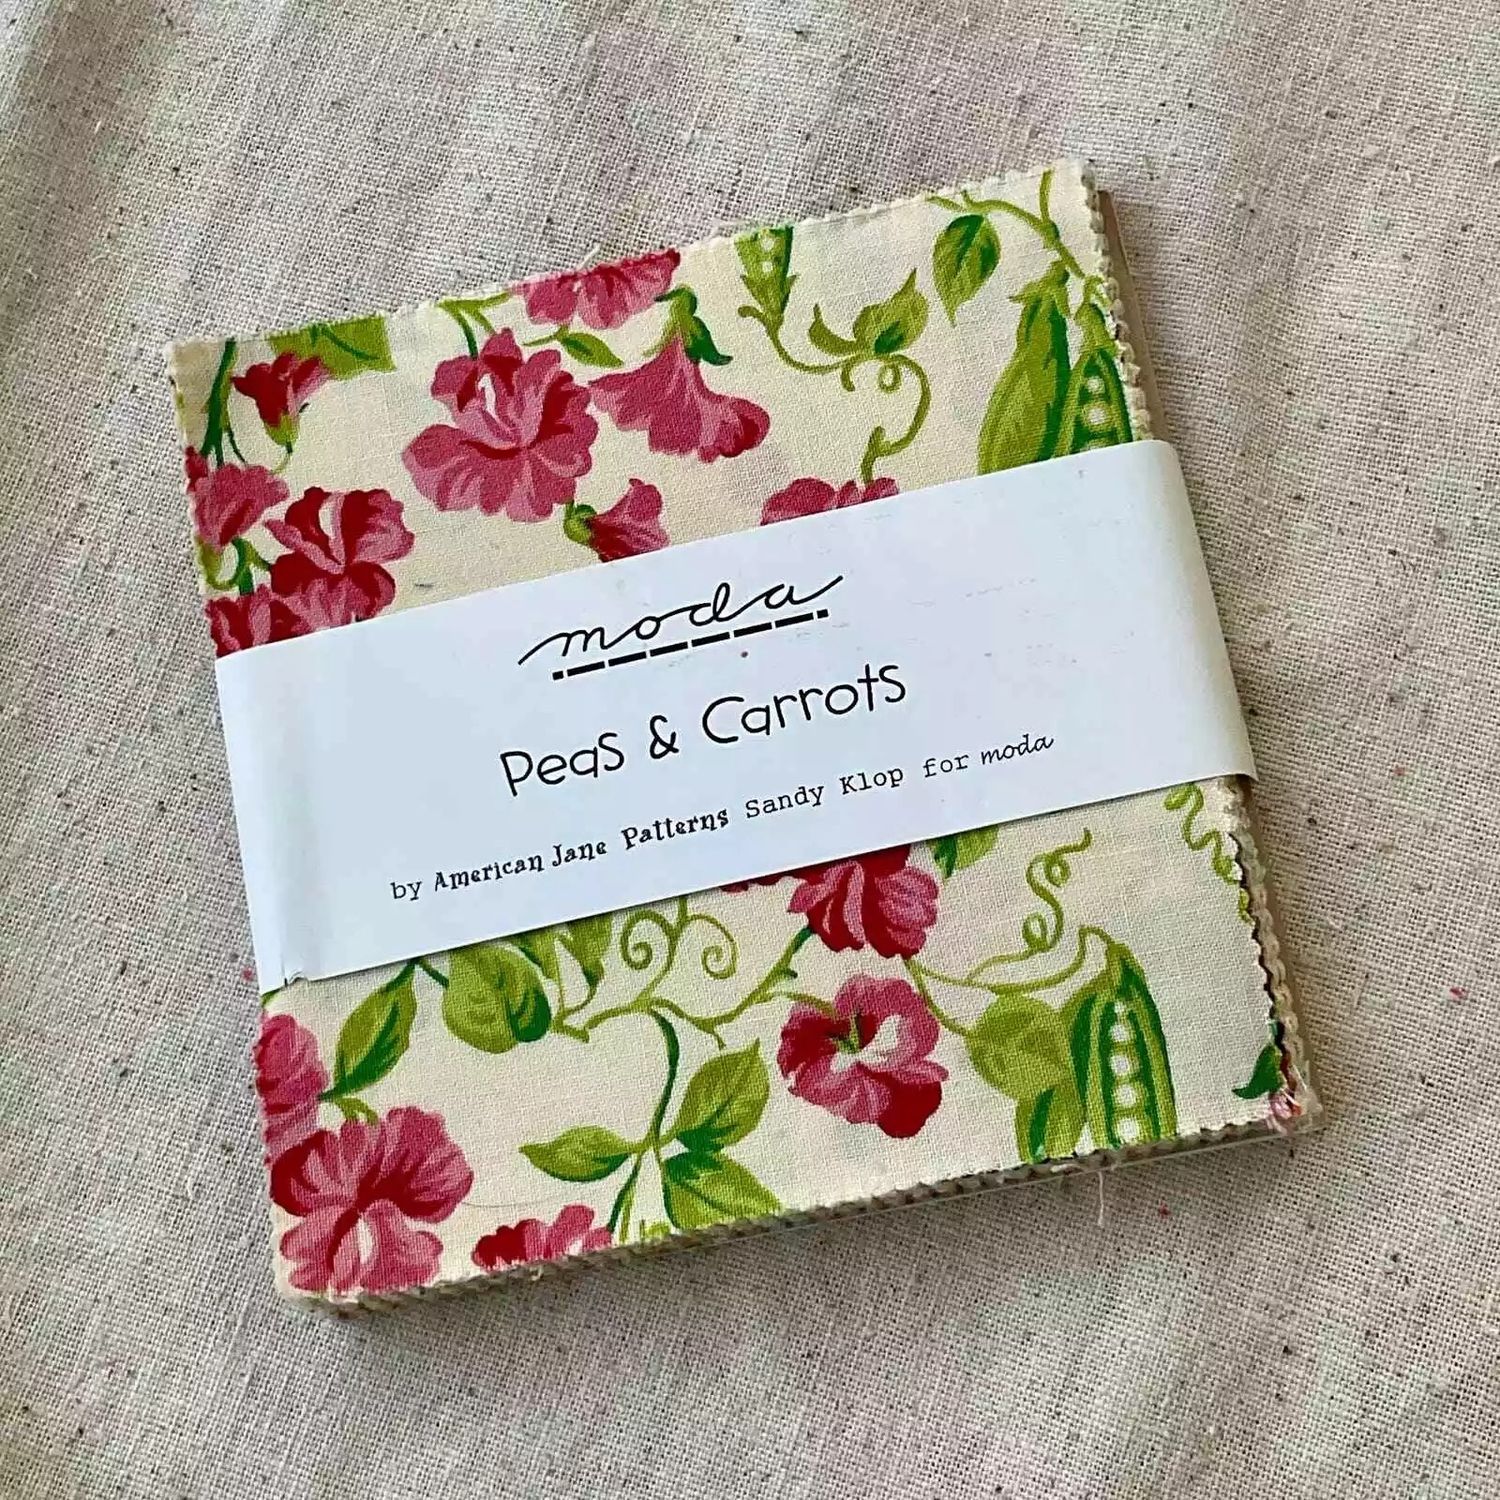 moda
Peas & Carrots
by American Jane Patterns Sandy Klop for moda